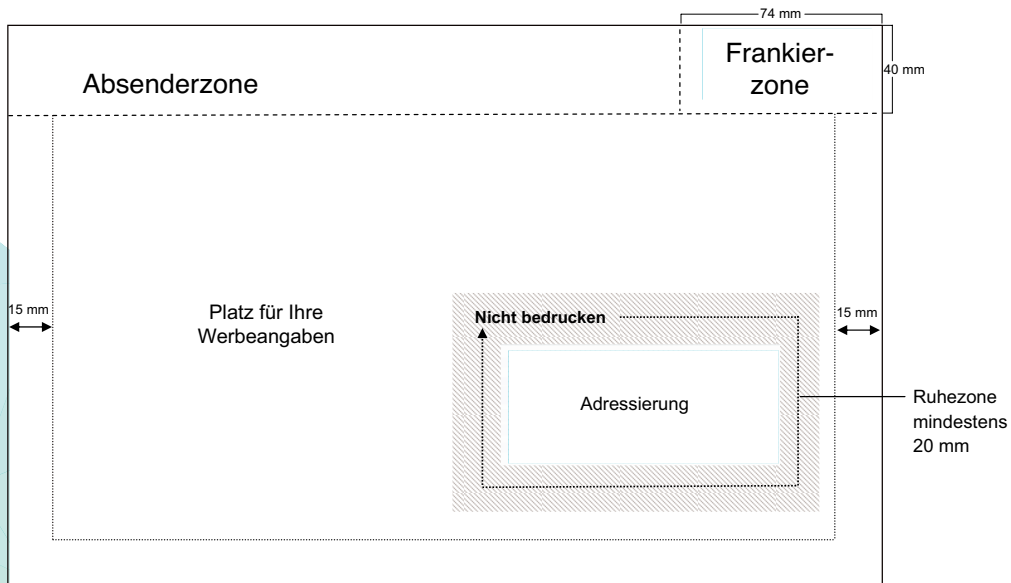 74 mm
Frankier-
zone
40 mm
Absenderzone
15 mm
Platz für Ihre
Werbeangaben
Nicht bedrucken
15 mm
Adressierung
Ruhezone
mindestens
20 mm